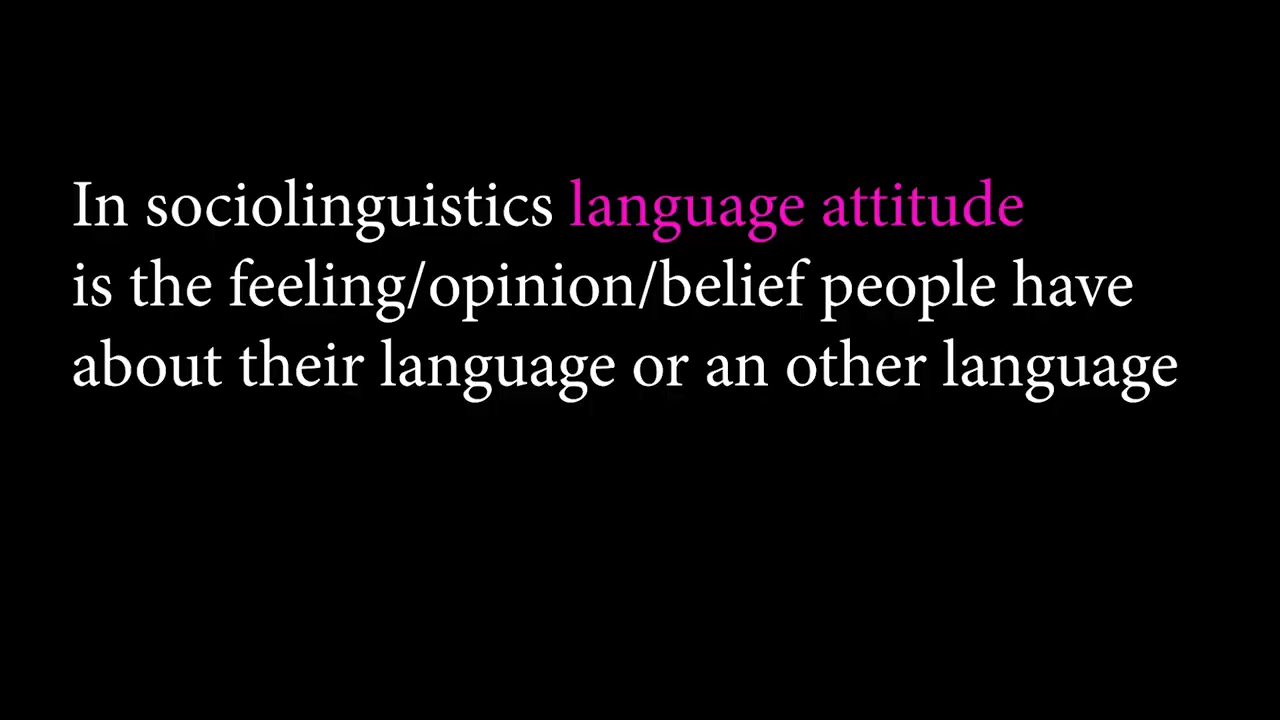 In sociolinguistics language attitude
is the feeling/opinion/belief people have
about their language or an other language